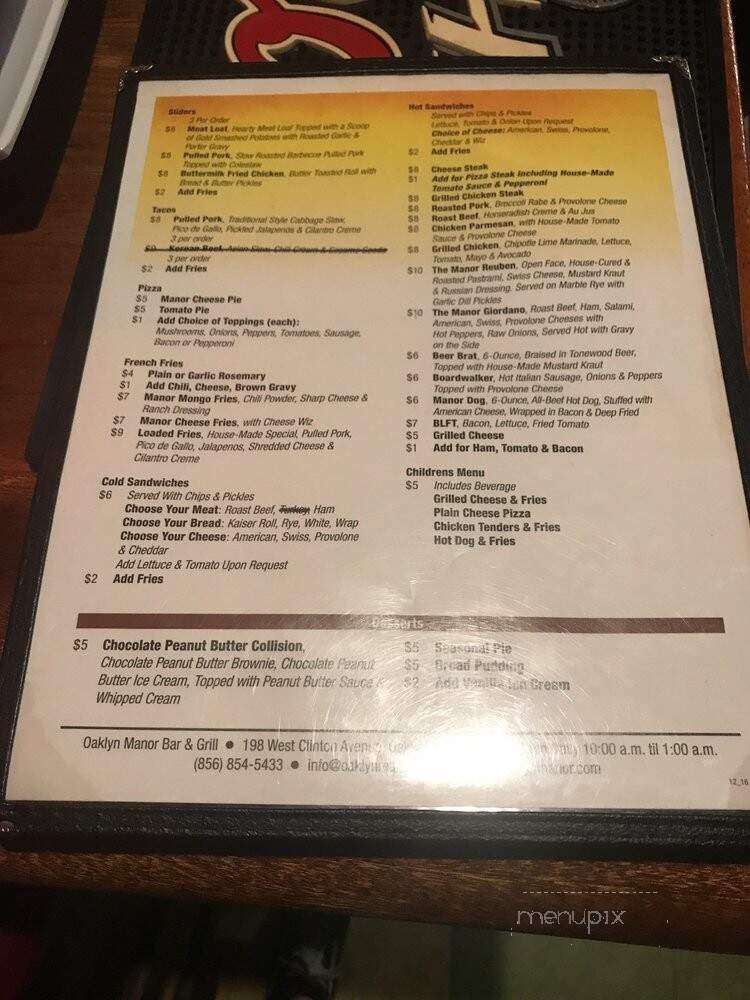 Sliders
3 Per Order
$8 Meat Loaf, Hearty Meat Loaf Topped with a Scoop
of Gold Smashed Potatoes with Roasted Garlic &
Porter Gravy
$8 Pulled Pork, Slow Roasted Barbecue Pulled Pork
Topped with Coleslaw
$8 Buttermilk Fried Chicken, Butter Toasted Roll with
Bread & Butter Pickles
$2 Add Fries
Tacos
$8 Pulled Pork, Traditional Style Cabbage Slaw,
Pico de Gallo, Pickled Jalapenos & Cilantro Creme
3 per order
$9 Korean Beef, Asian Slaw, Chili Cream & Sesame Seeds
3 per order
$2 Add Fries
Pizza
$5 Manor Cheese Pie
$5 Tomato Pie
$1 Add Choice of Toppings (each):
Mushrooms, Onions, Peppers, Tomatoes, Sausage,
Bacon or Pepperoni
French Fries
$4 Plain or Garlic Rosemary
$1 Add Chili, Cheese, Brown Gravy
$7 Manor Mongo Fries, Chili Powder, Sharp Cheese &
Ranch Dressing
$7 Manor Cheese Fries, with Cheese Wiz
$9 Loaded Fries, House-Made Special, Pulled Pork,
Pico de Gallo, Jalapenos, Shredded Cheese &
Cilantro Creme
Cold Sandwiches
$6 Served With Chips & Pickles
Choose Your Meat: Roast Beef, Turkey, Ham
Choose Your Bread: Kaiser Roll, Rye, White, Wrap
Choose Your Cheese: American, Swiss, Provolone
& Cheddar
Add Lettuce & Tomato Upon Request
$2 Add Fries
Hot Sandwiches
Served with Chips & Pickles
Lettuce, Tomato & Onion Upon Request
Choice of Cheese: American, Swiss, Provolone,
Cheddar & Wiz
$2 Add Fries
$8 Cheese Steak
$1 Add for Pizza Steak Including House-Made
Tomato Sauce & Pepperoni
$8 Grilled Chicken Steak
$8 Roasted Pork, Broccoli Rabe & Provolone Cheese
$8 Roast Beef, Horseradish Creme & Au Jus
$8 Chicken Parmesan, with House-Made Tomato
Sauce & Provolone Cheese
$8 Grilled Chicken, Chipotle Lime Marinade, Lettuce,
Tomato, Mayo & Avocado
$10 The Manor Reuben, Open Face, House-Cured &
Roasted Pastrami, Swiss Cheese, Mustard Kraut
& Russian Dressing. Served on Marble Rye with
Garlic Dill Pickles
$10 The Manor Giordano, Roast Beef, Ham, Salami,
American, Swiss, Provolone Cheeses with
Hot Peppers, Raw Onions, Served Hot with Gravy
on the Side
$6 Beer Brat, 6-Ounce, Braised in Tonewood Beer,
Topped with House-Made Mustard Kraut
$6 Boardwalker, Hot Italian Sausage, Onions & Peppers
Topped with Provolone Cheese
$6 Manor Dog, 6-Ounce, All-Beef Hot Dog, Stuffed with
American Cheese, Wrapped in Bacon & Deep Fried
$7 BLFT, Bacon, Lettuce, Fried Tomato
$5 Grilled Cheese
$1 Add for Ham, Tomato & Bacon
Childrens Menu
$5 Includes Beverage
Grilled Cheese & Fries
Plain Cheese Pizza
Chicken Tenders & Fries
Hot Dog & Fries
Desserts
$5 Chocolate Peanut Butter Collision,
Chocolate Peanut Butter Brownie, Chocolate Peanut
Butter Ice Cream, Topped with Peanut Butter Sauce &
Whipped Cream
$5 Seasonal Pie
$5 Bread Pudding
$2 Add Vanilla Ice Cream
Oaklyn Manor Bar & Grill ● 198 West Clinton Avenue 10:00 a.m. til 1:00 a.m.
(856) 854-5433 ●
12_16
menupix